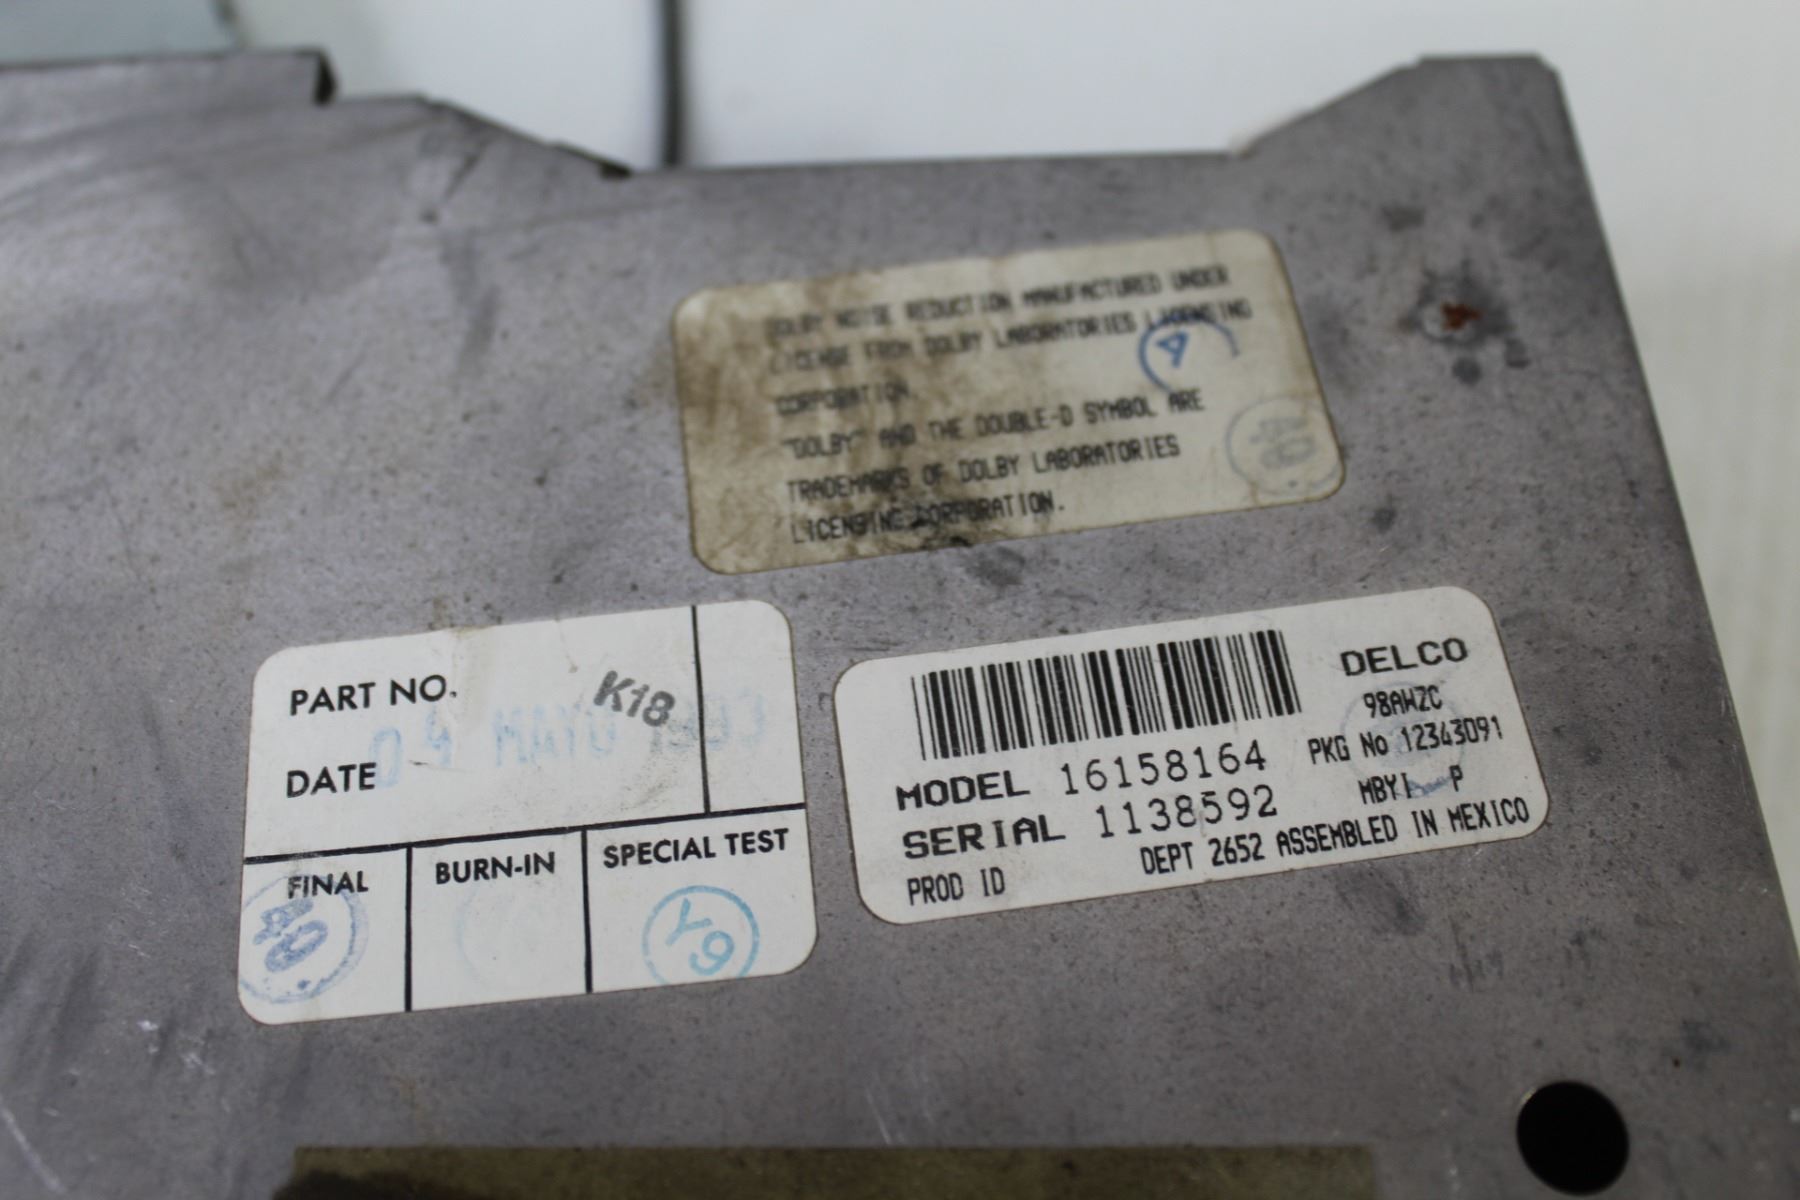 DOLBY NOISE REDUCTION MANUFACTURED UNDER
LICENSE FROM DOLBY LABORATORIES LICENSING
CORPORATION.
"DOLBY" AND THE DOUBLE-D SYMBOL ARE
TRADEMARKS OF DOLBY LABORATORIES
LICENSING CORPORATION.
A
PART NO.
K18
DATE
FINAL
BURN-IN
SPECIAL TEST
DELCO
98AWZC
MODEL 16158164
PKG No 12343091
SERIAL 1138592
MBYI P
PROD ID
DEPT 2652 ASSEMBLED IN MEXICO